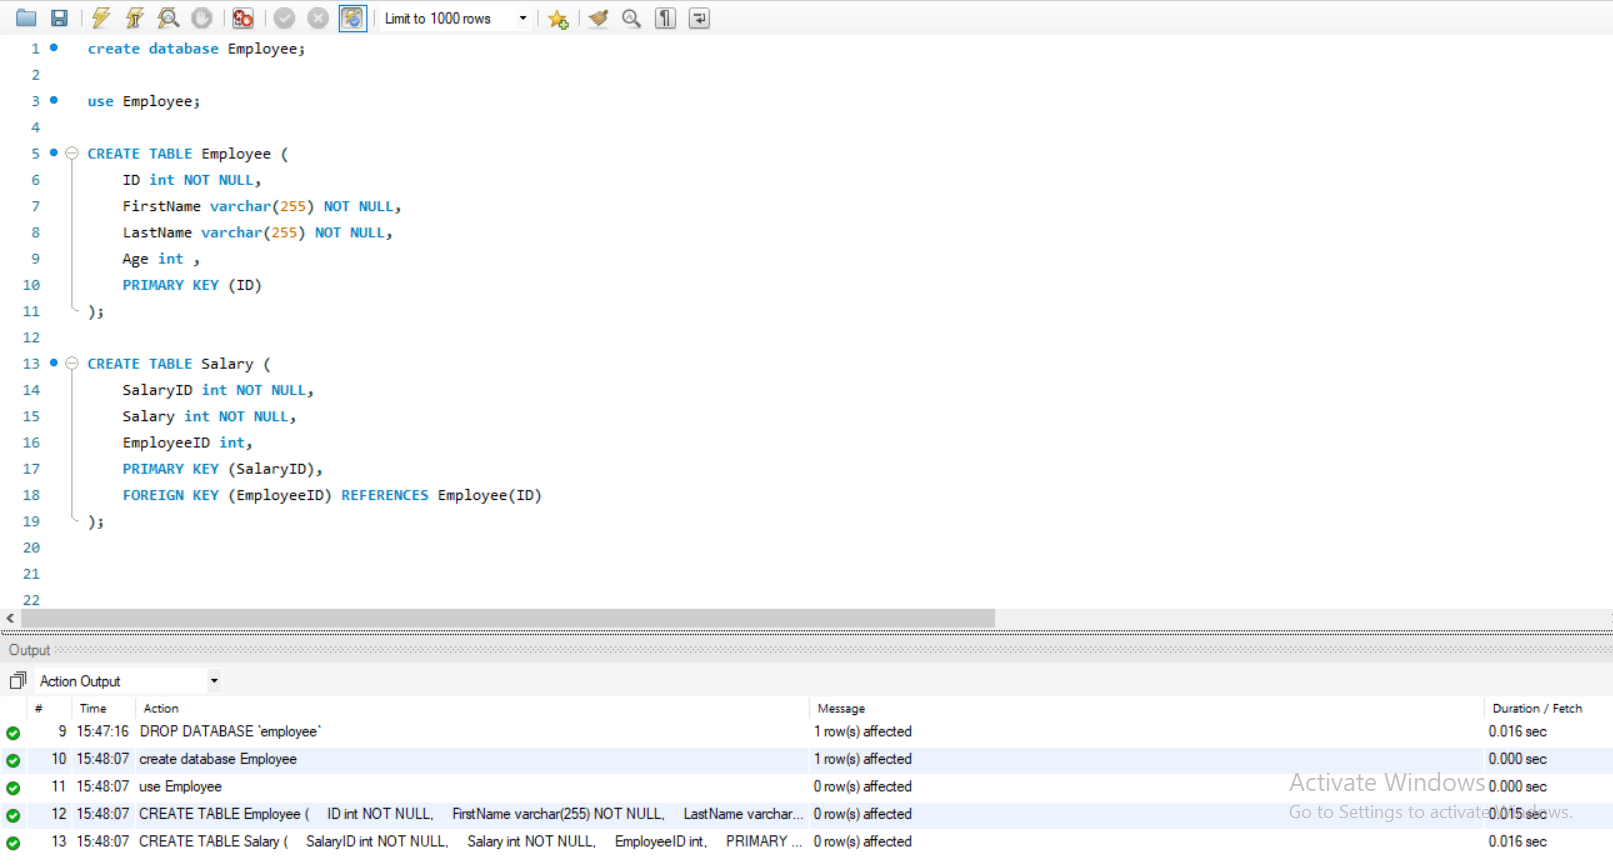 Limit to 1000 rows
1 create database Employee;
2
3 use Employee;
4
5 CREATE TABLE Employee (
6 ID int NOT NULL,
7 FirstName varchar(255) NOT NULL,
8 LastName varchar(255) NOT NULL,
9 Age int ,
10 PRIMARY KEY (ID)
11 );
12
13 CREATE TABLE Salary (
14 SalaryID int NOT NULL,
15 Salary int NOT NULL,
16 EmployeeID int,
17 PRIMARY KEY (SalaryID),
18 FOREIGN KEY (EmployeeID) REFERENCES Employee(ID)
19 );
20
21
22
Output
Action Output
# Time Action Message Duration / Fetch
9 15:47:16 DROP DATABASE `employee` 1 row(s) affected 0.016 sec
10 15:48:07 create database Employee 1 row(s) affected 0.000 sec
11 15:48:07 use Employee 0 row(s) affected 0.000 sec
12 15:48:07 CREATE TABLE Employee ( ID int NOT NULL, FirstName varchar(255) NOT NULL, LastName varchar... 0 row(s) affected 0.015 sec
13 15:48:07 CREATE TABLE Salary ( SalaryID int NOT NULL, Salary int NOT NULL, EmployeeID int, PRIMARY ... 0 row(s) affected 0.016 sec
Activate Windows
Go to Settings to activate Windows.